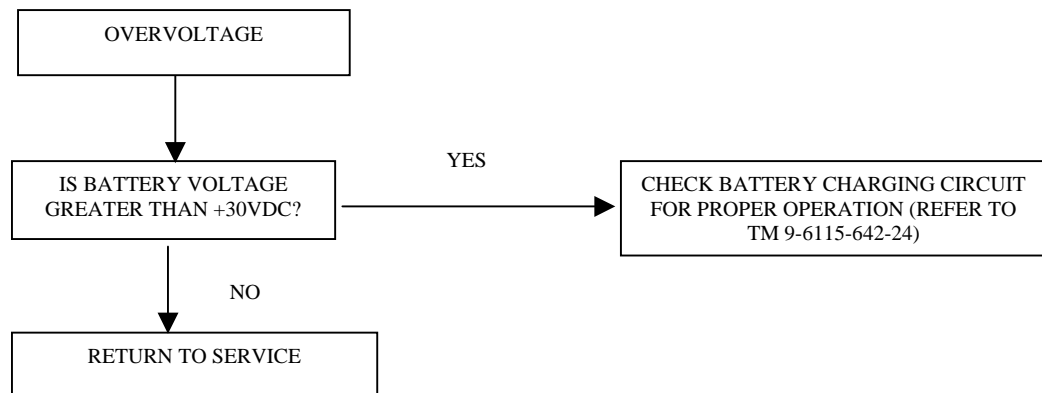 OVERVOLTAGE
IS BATTERY VOLTAGE
GREATER THAN +30VDC?
YES
CHECK BATTERY CHARGING CIRCUIT
FOR PROPER OPERATION (REFER TO
TM 9-6115-642-24)
NO
RETURN TO SERVICE